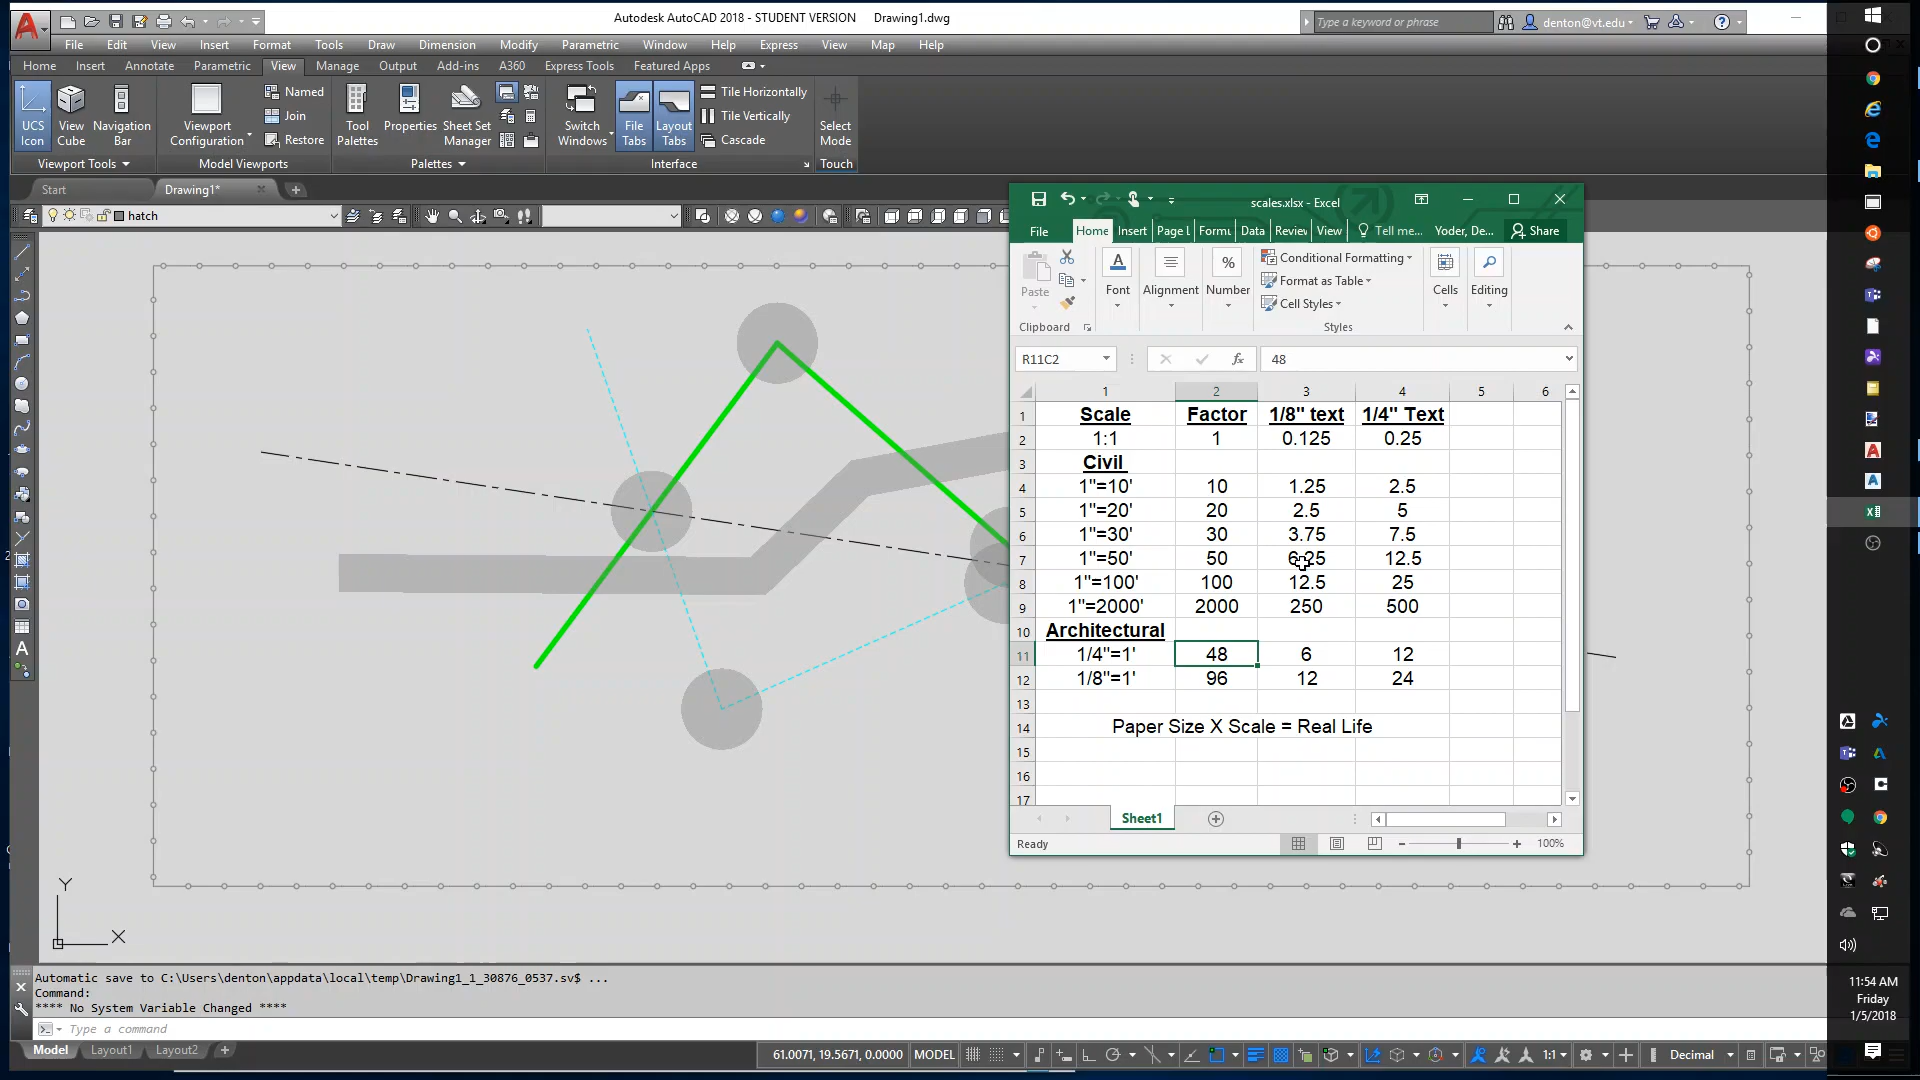 Autodesk AutoCAD 2018 - STUDENT VERSION Drawing1.dwg
Type a keyword or phrase
denton@vt.edu
File Edit View Insert Format Tools Draw Dimension Modify Parametric Window Help Express View Map Help
Home Insert Annotate Parametric View Manage Output Add-ins A360 Express Tools Featured Apps
UCS Icon
View Cube
Navigation Bar
Viewport Configuration
Named
Join
Restore
Tool Palettes
Properties
Sheet Set Manager
Switch Windows
File Tabs
Layout Tabs
Tile Horizontally
Tile Vertically
Cascade
Select Mode
Viewport Tools Model Viewports Palettes Interface Touch
Start Drawing1*
hatch
scales.xlsx - Excel
File Home Insert Page L Formu Data Review View Tell me... Yoder, De... Share
Paste
Font
Alignment
Number
Conditional Formatting
Format as Table
Cell Styles
Cells
Editing
Clipboard Styles
R11C2 48
1 2 3 4 5 6
1 Scale Factor 1/8" text 1/4" Text
2 1:1 1 0.125 0.25
3 Civil
4 1"=10' 10 1.25 2.5
5 1"=20' 20 2.5 5
6 1"=30' 30 3.75 7.5
7 1"=50' 50 6.25 12.5
8 1"=100' 100 12.5 25
9 1"=2000' 2000 250 500
10 Architectural
11 1/4"=1' 48 6 12
12 1/8"=1' 96 12 24
13
14 Paper Size X Scale = Real Life
15
16
17
Sheet1
Ready 100%
Y
X
Automatic save to C:\Users\denton\appdata\local\temp\Drawing1_1_30876_0537.sv$ ...
Command:
**** No System Variable Changed ****
Type a command
Model Layout1 Layout2
61.0071, 19.5671, 0.0000 MODEL 1:1 Decimal
11:54 AM
Friday
1/5/2018